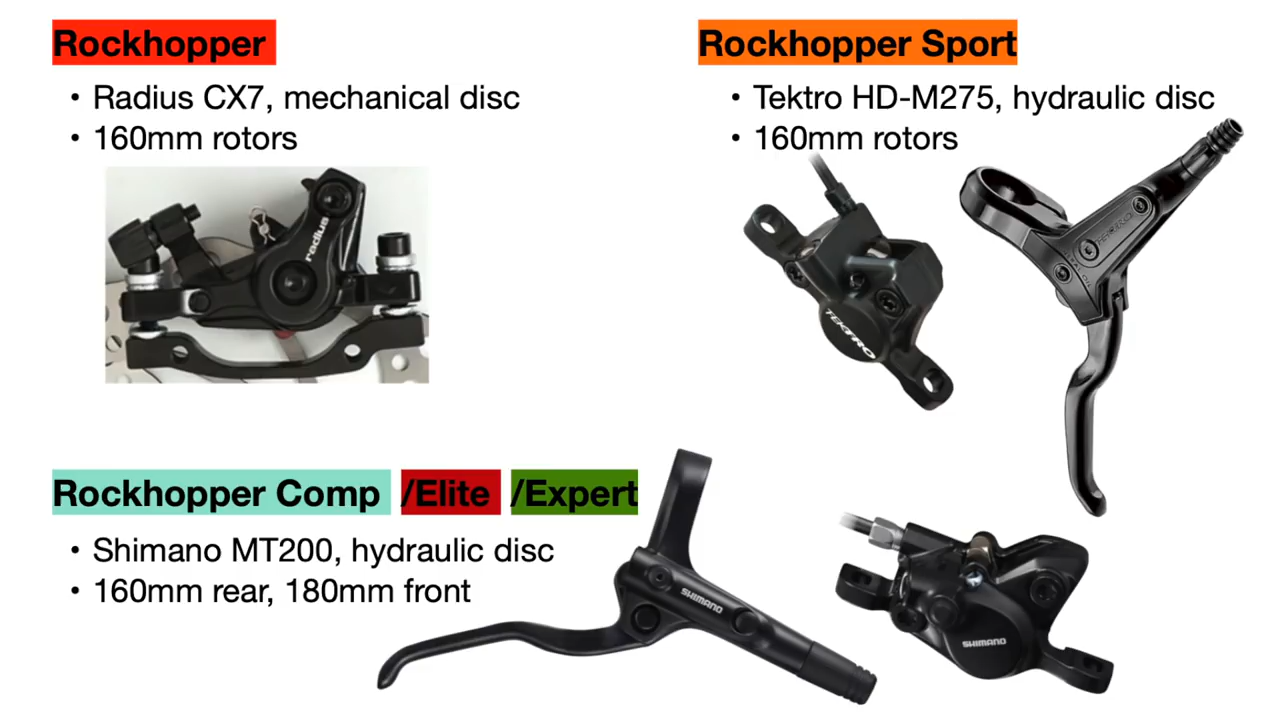 Rockhopper
• Radius CX7, mechanical disc
• 160mm rotors
radius
Rockhopper Sport
• Tektro HD-M275, hydraulic disc
• 160mm rotors
TEKTRO
TEKTRO
Rockhopper Comp /Elite /Expert
• Shimano MT200, hydraulic disc
• 160mm rear, 180mm front
SHIMANO
SHIMANO